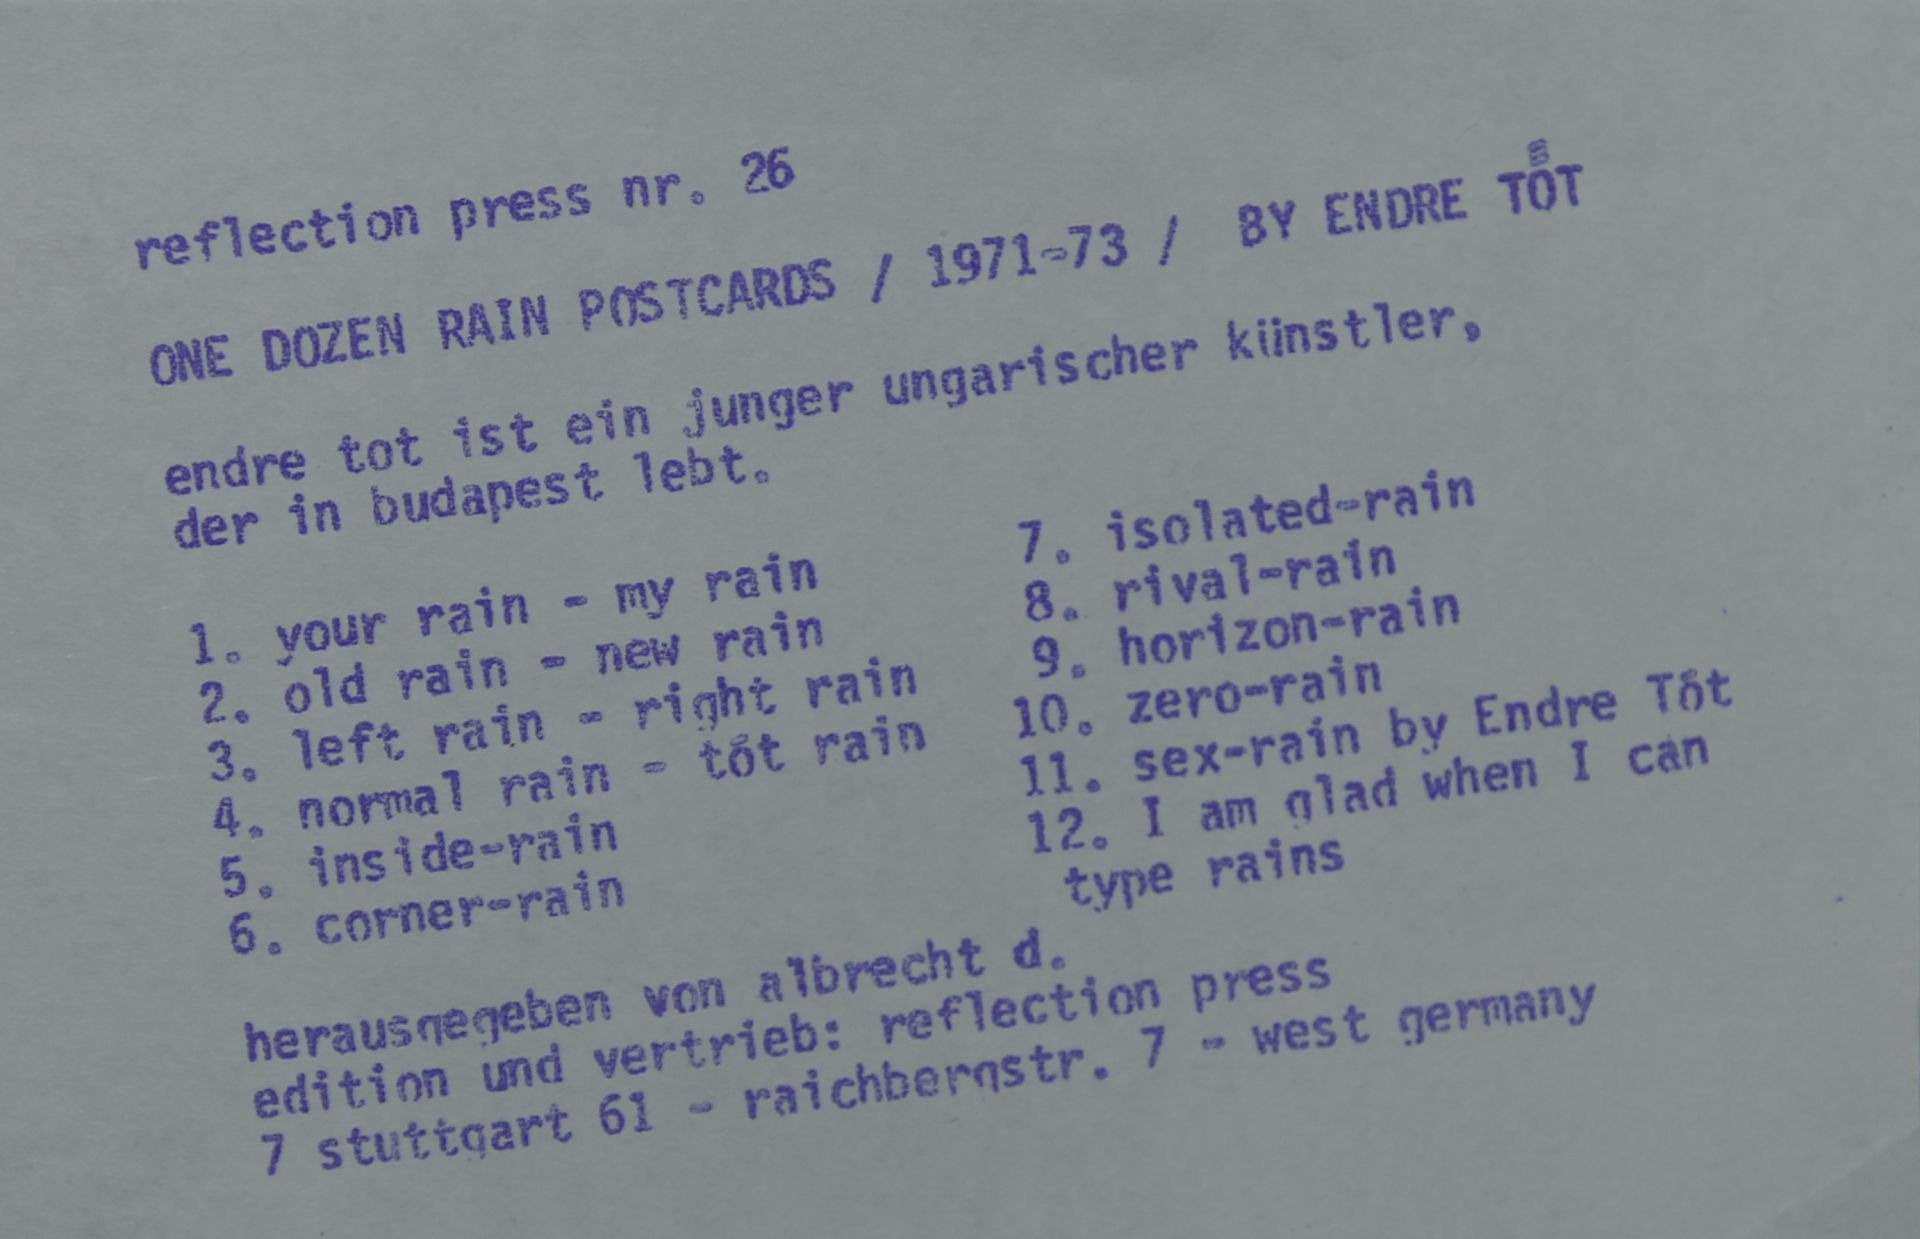 reflection press nr. 26
ONE DOZEN RAIN POSTCARDS / 1971-73 / BY ENDRE TÓT
endre tot ist ein junger ungarischer künstler,
der in budapest lebt.
1. your rain - my rain
2. old rain - new rain
3. left rain - right rain
4. normal rain - tót rain
5. inside-rain
6. corner-rain
7. isolated-rain
8. rival-rain
9. horizon-rain
10. zero-rain
11. sex-rain by Endre Tót
12. I am glad when I can
type rains
herausgegeben von albrecht d.
edition und vertrieb: reflection press
7 stuttgart 61 - raichbergstr. 7 - west germany